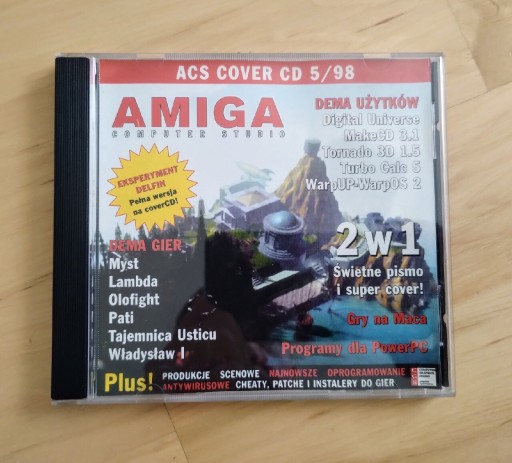 ACS COVER CD 5/98
AMIGA
COMPUTER STUDIO
DEMA UŻYTKÓW
Digital Universe
MakeCD 3.1
Tornado 3D 1.5
Turbo Calc 5
WarpUP-WarpOS 2
EKSPERYMENT
DELFIN
Pełna wersja
na coverCD!
DEMA GIER
Myst
Lambda
Olofight
Pati
Tajemnica Usticu
Władysław I
2 w 1
Świetne pismo
i super cover!
Gry na Maca
Programy dla PowerPC
Plus!
PRODUKCJE SCENOWE NAJNOWSZE OPROGRAMOWANIE
ANTYWIRUSOWE CHEATY, PATCHE I INSTALERY DO GIER